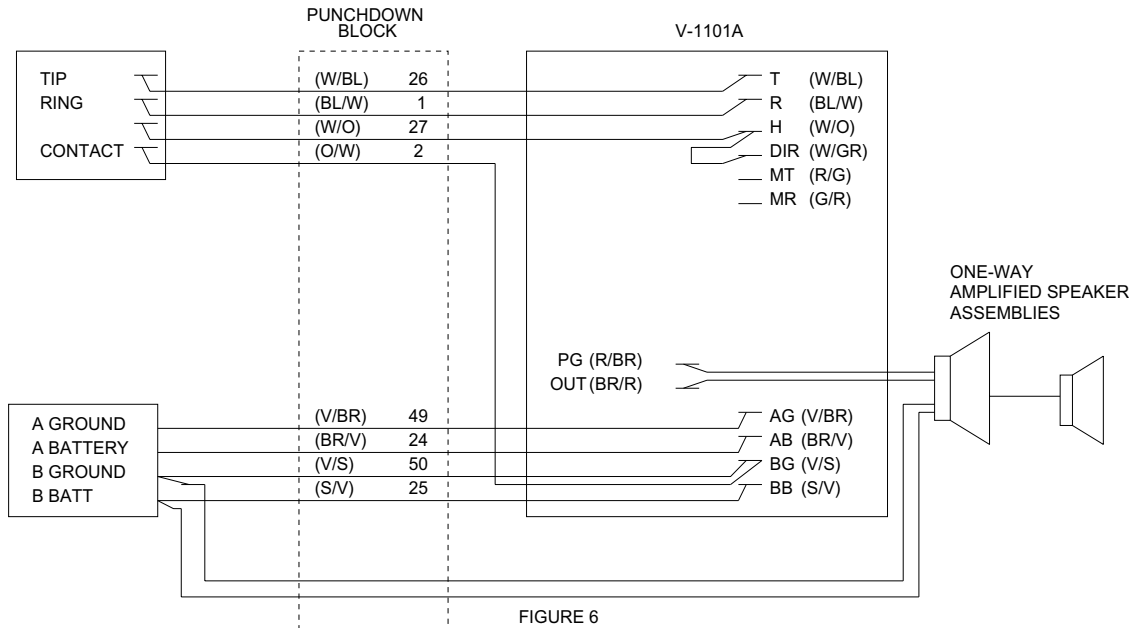 PUNCHDOWN
BLOCK
V-1101A
TIP (W/BL) 26 T (W/BL)
RING (BL/W) 1 R (BL/W)
(W/O) 27 H (W/O)
CONTACT (O/W) 2 DIR (W/GR)
MT (R/G)
MR (G/R)
ONE-WAY
AMPLIFIED SPEAKER
ASSEMBLIES
PG (R/BR)
OUT (BR/R)
A GROUND (V/BR) 49 AG (V/BR)
A BATTERY (BR/V) 24 AB (BR/V)
B GROUND (V/S) 50 BG (V/S)
B BATT (S/V) 25 BB (S/V)
FIGURE 6